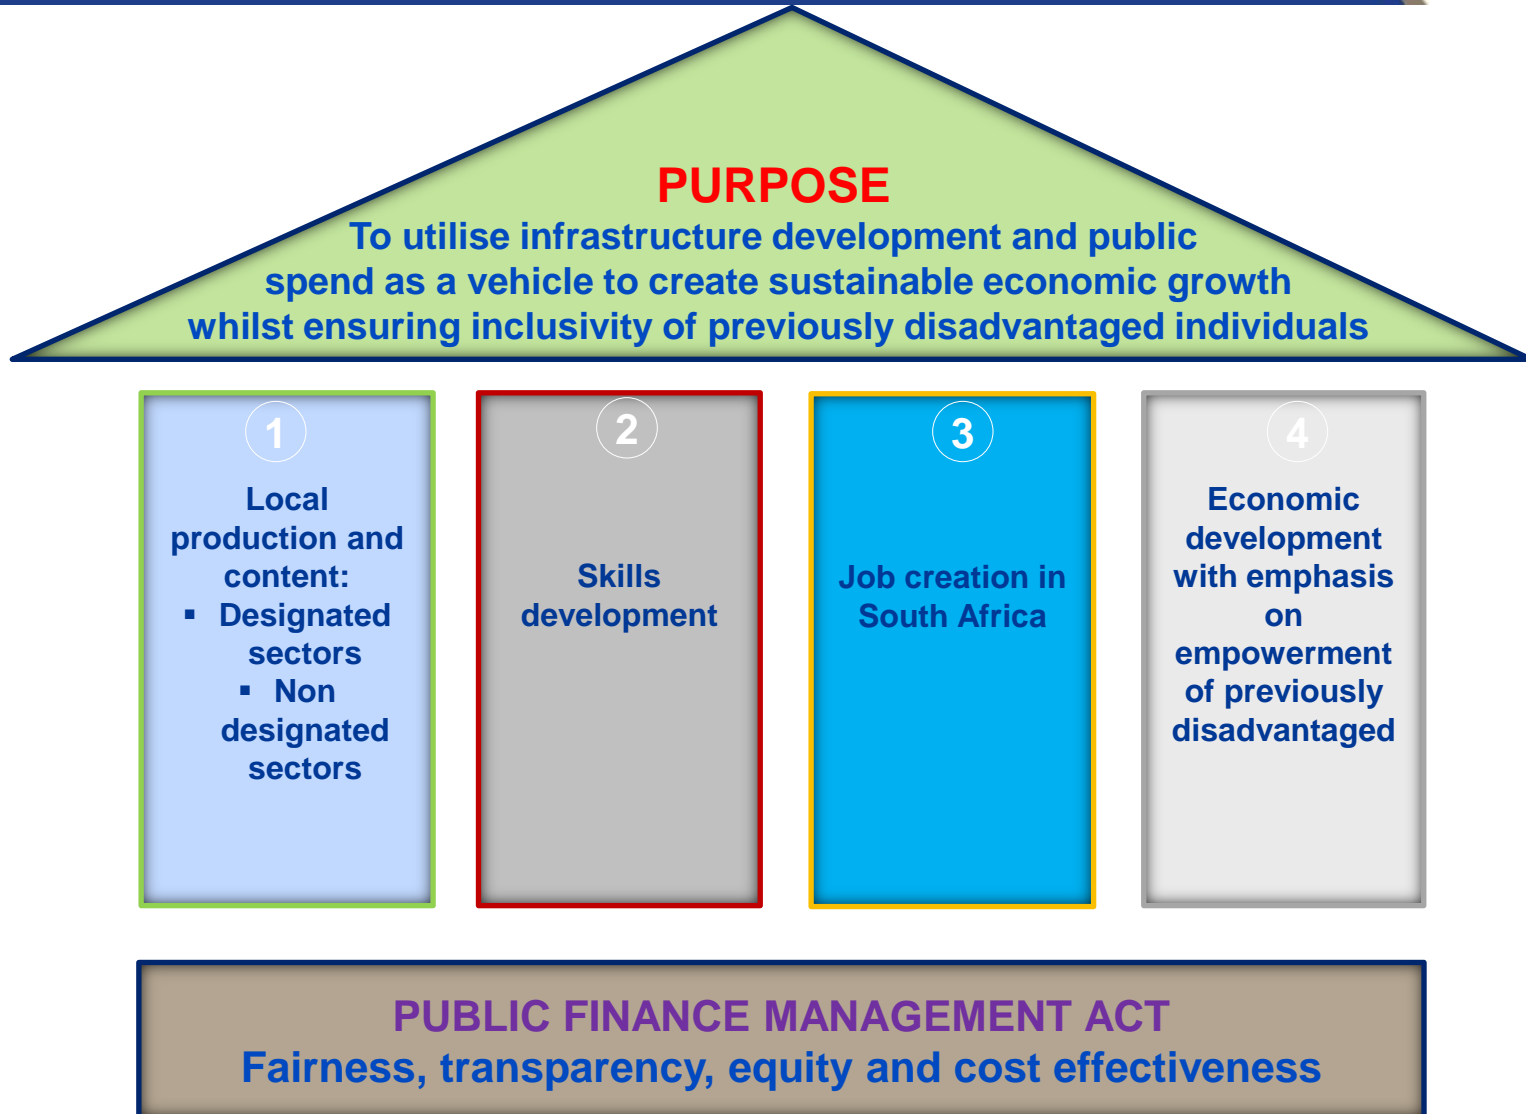 PURPOSE
To utilise infrastructure development and public
spend as a vehicle to create sustainable economic growth
whilst ensuring inclusivity of previously disadvantaged individuals
1
Local
production and
content:
▪ Designated
sectors
▪ Non
designated
sectors
2
Skills
development
3
Job creation in
South Africa
4
Economic
development
with emphasis
on
empowerment
of previously
disadvantaged
PUBLIC FINANCE MANAGEMENT ACT
Fairness, transparency, equity and cost effectiveness